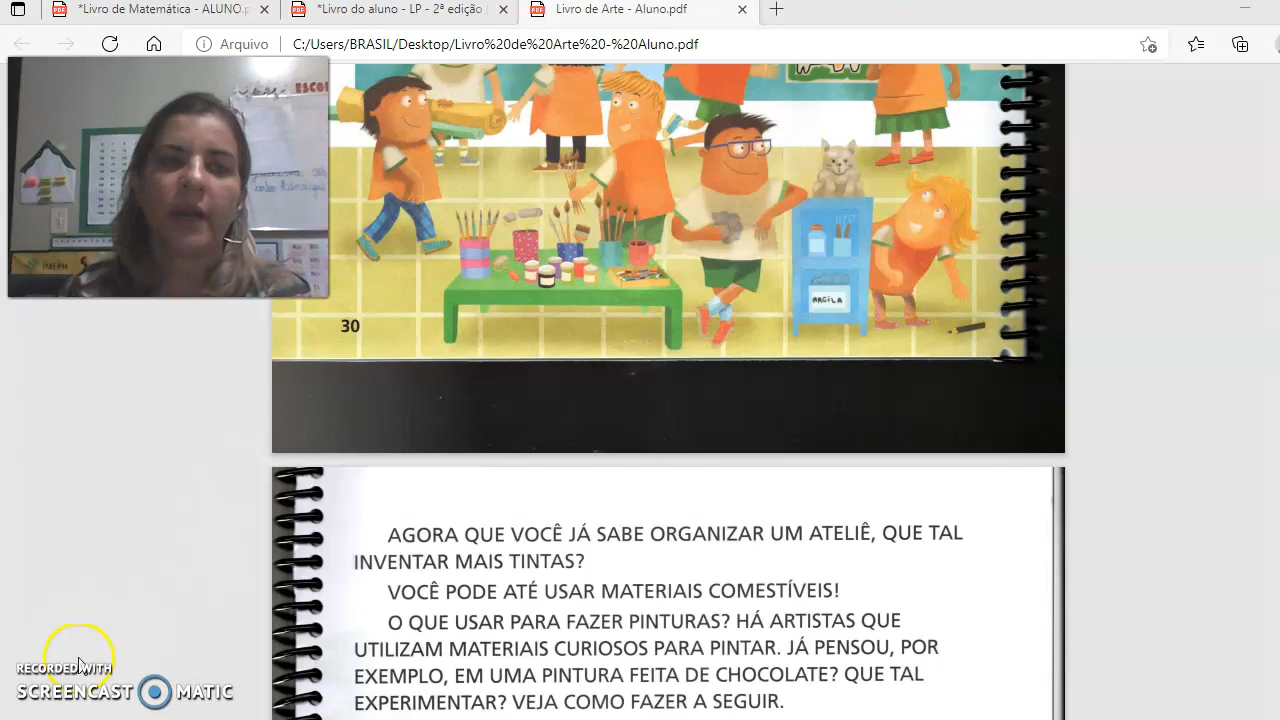 *Livro de Matemática - ALUNO.p
*Livro do aluno - LP - 2ª edição
Livro de Arte - Aluno.pdf
Arquivo
C:/Users/BRASIL/Desktop/Livro%20de%20Arte%20-%20Aluno.pdf
ARGILA
30
AGORA QUE VOCÊ JÁ SABE ORGANIZAR UM ATELIÊ, QUE TAL
INVENTAR MAIS TINTAS?
VOCÊ PODE ATÉ USAR MATERIAIS COMESTÍVEIS!
O QUE USAR PARA FAZER PINTURAS? HÁ ARTISTAS QUE
UTILIZAM MATERIAIS CURIOSOS PARA PINTAR. JÁ PENSOU, POR
EXEMPLO, EM UMA PINTURA FEITA DE CHOCOLATE? QUE TAL
EXPERIMENTAR? VEJA COMO FAZER A SEGUIR.
RECORDED WITH
SCREENCAST MATIC